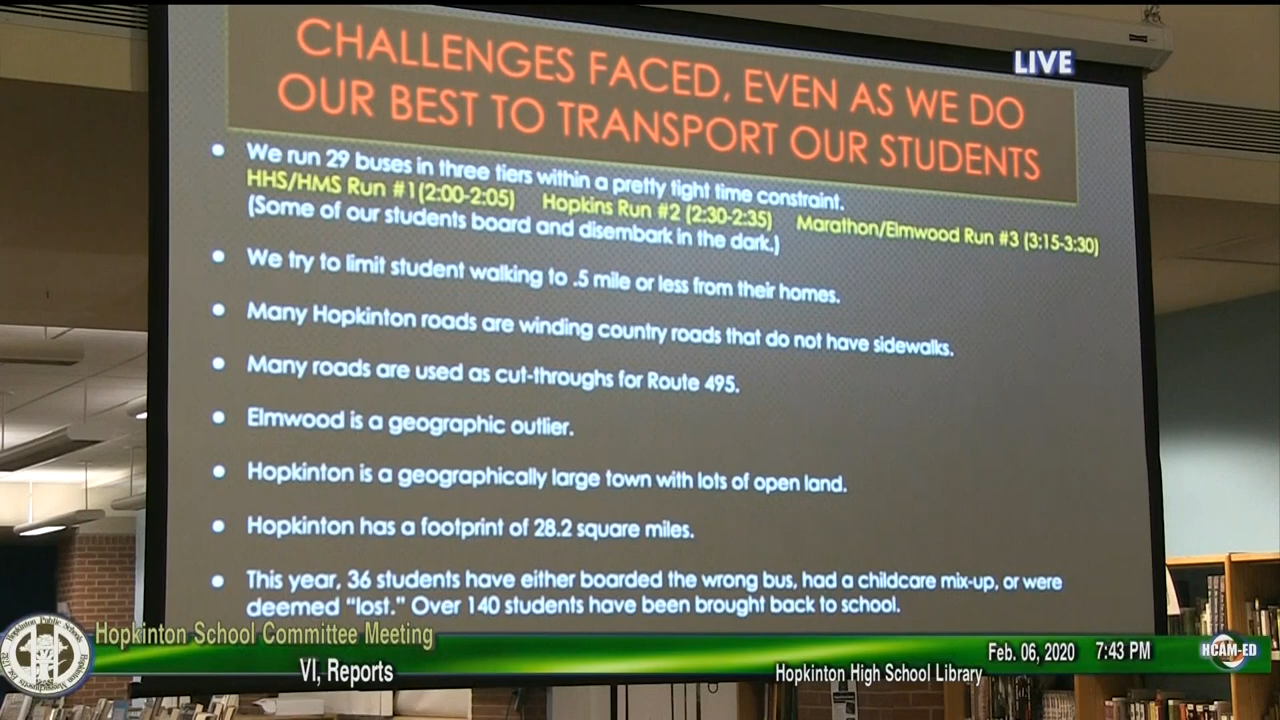 LIVE
CHALLENGES FACED, EVEN AS WE DO
OUR BEST TO TRANSPORT OUR STUDENTS
• We run 29 buses in three tiers within a pretty tight time constraint.
HHS/HMS Run #1(2:00-2:05) Hopkins Run #2 (2:30-2:35) Marathon/Elmwood Run #3 (3:15-3:30)
(Some of our students board and disembark in the dark.)
• We try to limit student walking to .5 mile or less from their homes.
• Many Hopkinton roads are winding country roads that do not have sidewalks.
• Many roads are used as cut-throughs for Route 495.
• Elmwood is a geographic outlier.
• Hopkinton is a geographically large town with lots of open land.
• Hopkinton has a footprint of 28.2 square miles.
• This year, 36 students have either boarded the wrong bus, had a childcare mix-up, or were
deemed “lost.” Over 140 students have been brought back to school.
Hopkinton School Committee Meeting
VI, Reports
Hopkinton High School Library
Feb. 06, 2020 7:43 PM
HCAM-ED
Hopkinton Public Schools